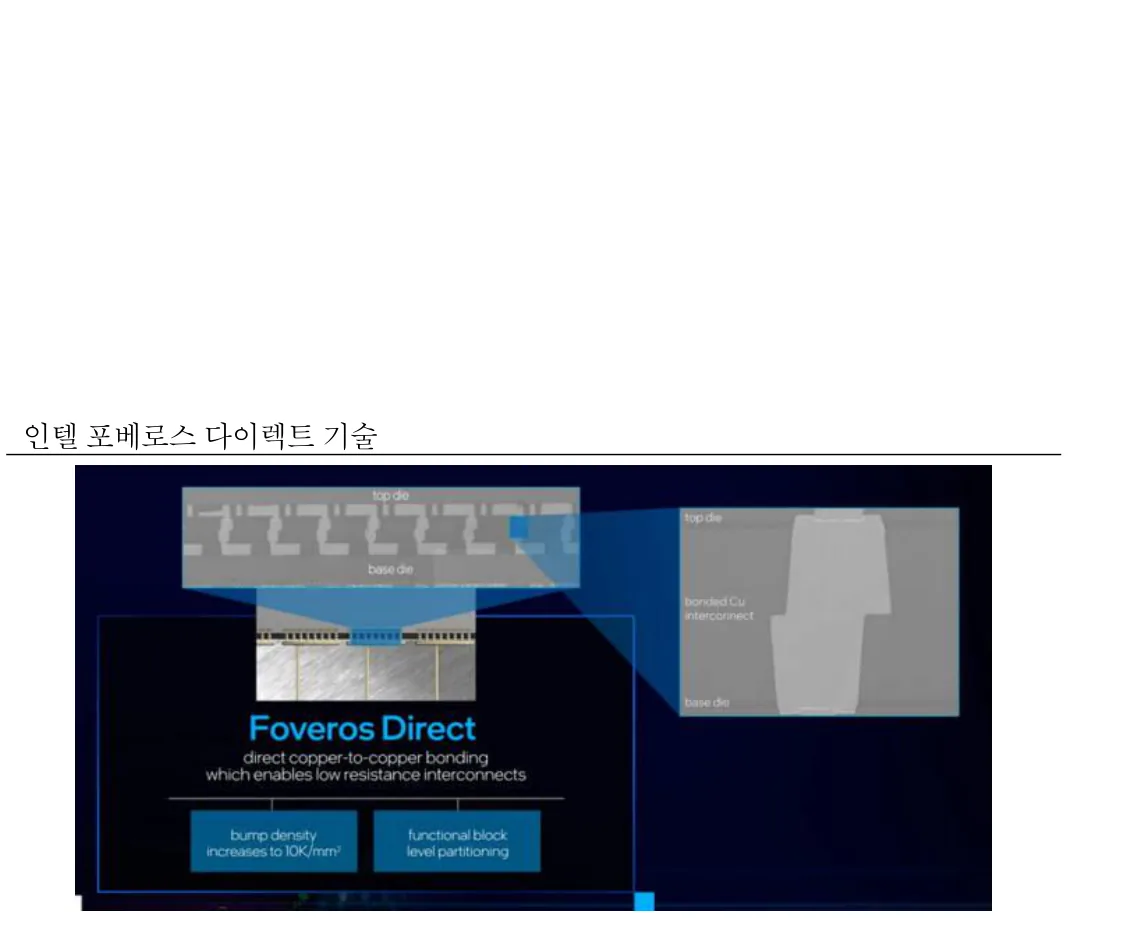 인텔 포베로스 다이렉트 기술
top die
base die
top die
bonded Cu
interconnect
base die
Foveros Direct
direct copper-to-copper bonding
which enables low resistance interconnects
bump density
increases to 10K/mm²
functional block
level partitioning